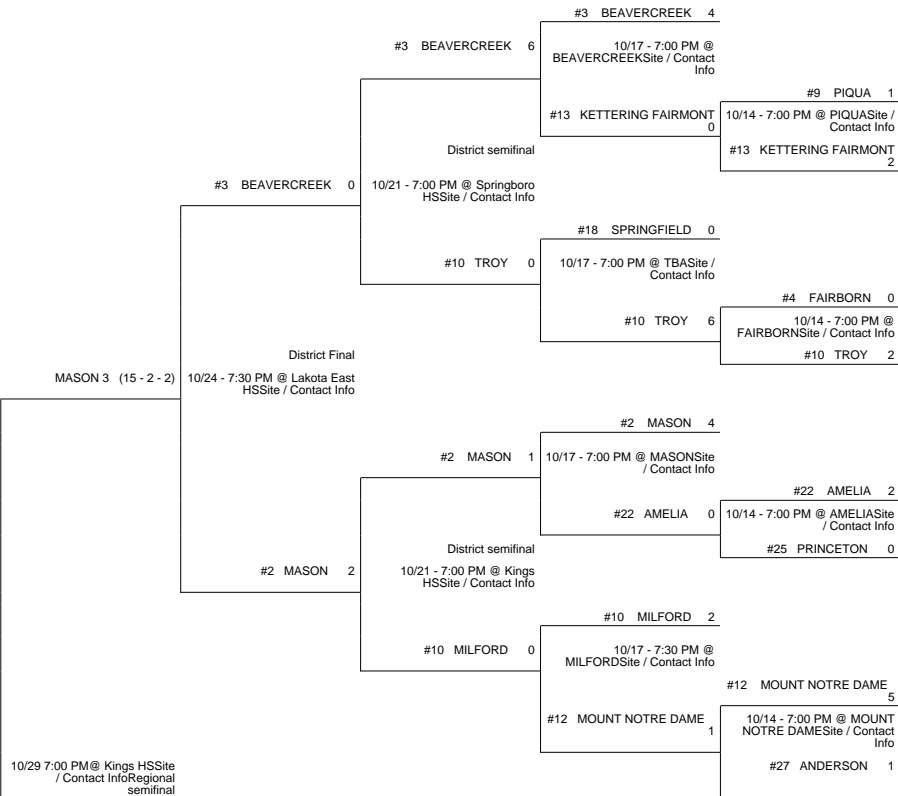 #3 BEAVERCREEK 4
#3 BEAVERCREEK 6
10/17 - 7:00 PM @
BEAVERCREEKSite / Contact
Info
#9 PIQUA 1
#13 KETTERING FAIRMONT
0
10/14 - 7:00 PM @ PIQUASite /
Contact Info
District semifinal
#13 KETTERING FAIRMONT
2
#3 BEAVERCREEK 0
10/21 - 7:00 PM @ Springboro
HSSite / Contact Info
#18 SPRINGFIELD 0
#10 TROY 0
10/17 - 7:00 PM @ TBASite /
Contact Info
#4 FAIRBORN 0
#10 TROY 6
10/14 - 7:00 PM @
FAIRBORNSite / Contact Info
District Final
#10 TROY 2
MASON 3 (15 - 2 - 2)
10/24 - 7:30 PM @ Lakota East
HSSite / Contact Info
#2 MASON 4
#2 MASON 1
10/17 - 7:00 PM @ MASONSite
/ Contact Info
#22 AMELIA 2
#22 AMELIA 0
10/14 - 7:00 PM @ AMELIASite
/ Contact Info
District semifinal
#25 PRINCETON 0
#2 MASON 2
10/21 - 7:00 PM @ Kings
HSSite / Contact Info
#10 MILFORD 2
#10 MILFORD 0
10/17 - 7:30 PM @
MILFORDSite / Contact Info
#12 MOUNT NOTRE DAME
5
#12 MOUNT NOTRE DAME
1
10/14 - 7:00 PM @ MOUNT
NOTRE DAMESite / Contact
Info
10/29 7:00 PM@ Kings HSSite
/ Contact InfoRegional
semifinal
#27 ANDERSON 1